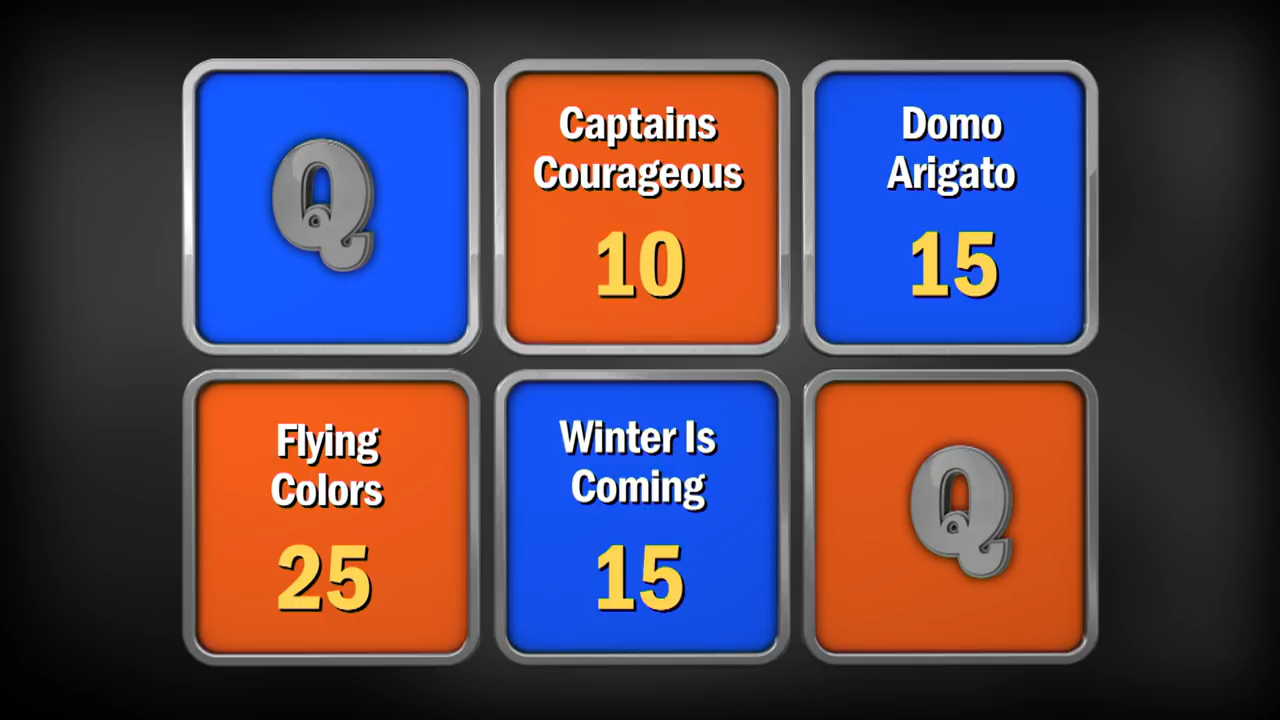 Q
Captains
Courageous
10
Domo
Arigato
15
Flying
Colors
25
Winter Is
Coming
15
Q